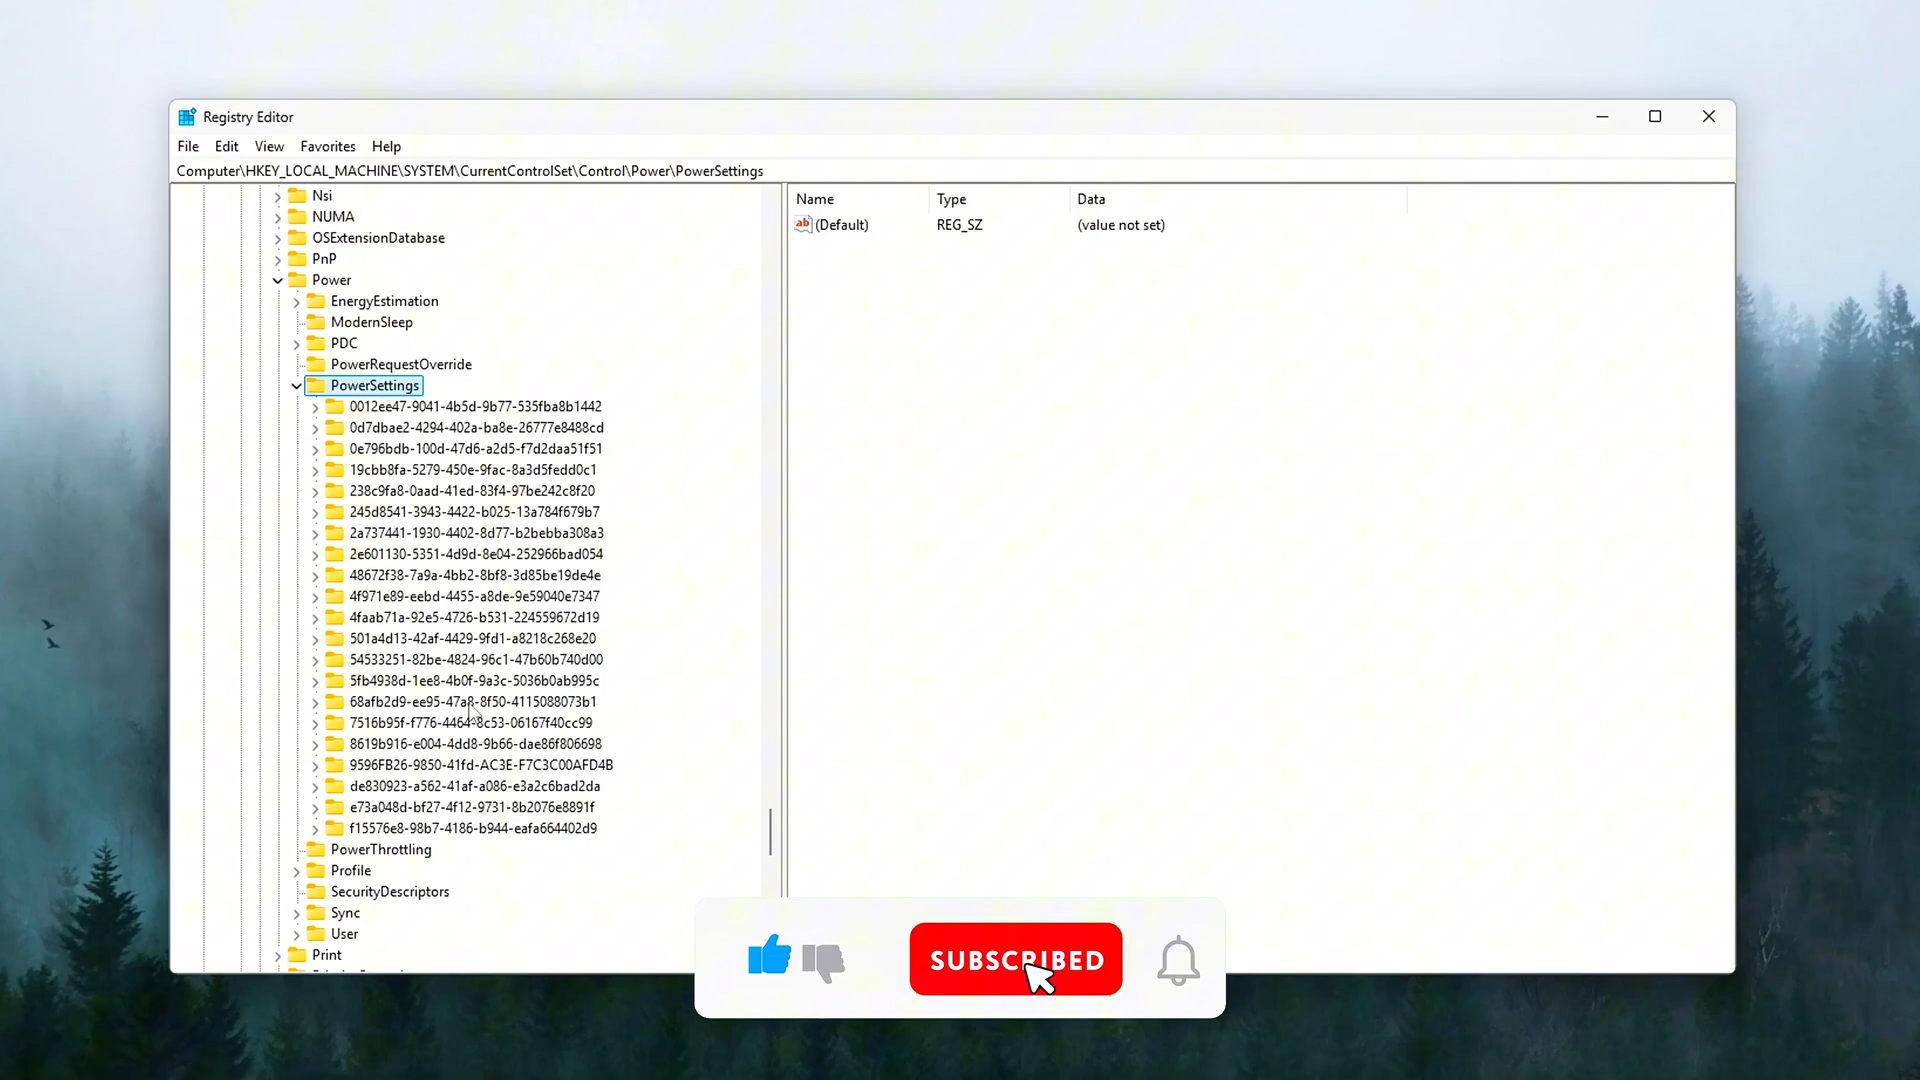 Registry Editor
File Edit View Favorites Help
Computer\HKEY_LOCAL_MACHINE\SYSTEM\CurrentControlSet\Control\Power\PowerSettings
Nsi
NUMA
OSExtensionDatabase
PnP
Power
EnergyEstimation
ModernSleep
PDC
PowerRequestOverride
PowerSettings
0012ee47-9041-4b5d-9b77-535fba8b1442
0d7dbae2-4294-402a-ba8e-26777e8488cd
0e796bdb-100d-47d6-a2d5-f7d2daa51f51
19cbb8fa-5279-450e-9fac-8a3d5fedd0c1
238c9fa8-0aad-41ed-83f4-97be242c8f20
245d8541-3943-4422-b025-13a784f679b7
2a737441-1930-4402-8d77-b2bebba308a3
2e601130-5351-4d9d-8e04-252966bad054
48672f38-7a9a-4bb2-8bf8-3d85be19de4e
4f971e89-eebd-4455-a8de-9e59040e7347
4faab71a-92e5-4726-b531-224559672d19
501a4d13-42af-4429-9fd1-a8218c268e20
54533251-82be-4824-96c1-47b60b740d00
5fb4938d-1ee8-4b0f-9a3c-5036b0ab995c
68afb2d9-ee95-47a8-8f50-4115088073b1
7516b95f-f776-4464-8c53-06167f40cc99
8619b916-e004-4dd8-9b66-dae86f806698
9596FB26-9850-41fd-AC3E-F7C3C00AFD4B
de830923-a562-41af-a086-e3a2c6bad2da
e73a048d-bf27-4f12-9731-8b2076e8891f
f15576e8-98b7-4186-b944-eafa664402d9
PowerThrottling
Profile
SecurityDescriptors
Sync
User
Print
Name Type Data
(Default) REG_SZ (value not set)
SUBSCRIBED